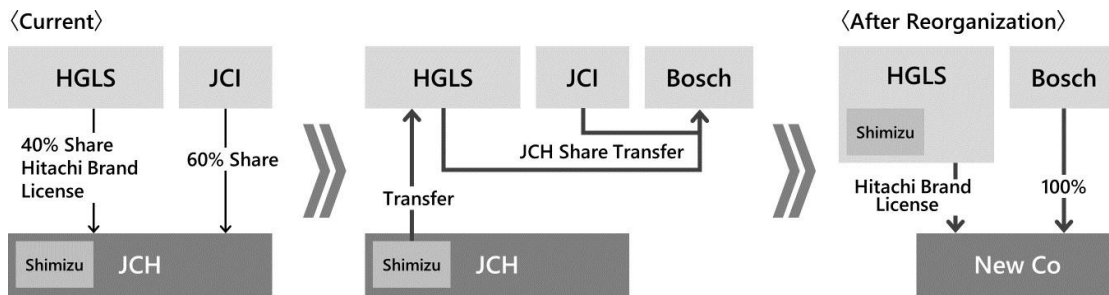 〈Current〉
HGLS
JCI
40% Share
Hitachi Brand
License
60% Share
Shimizu
JCH
HGLS
JCI
Bosch
JCH Share Transfer
Transfer
Shimizu
JCH
〈After Reorganization〉
HGLS
Bosch
Shimizu
Hitachi Brand
License
100%
New Co